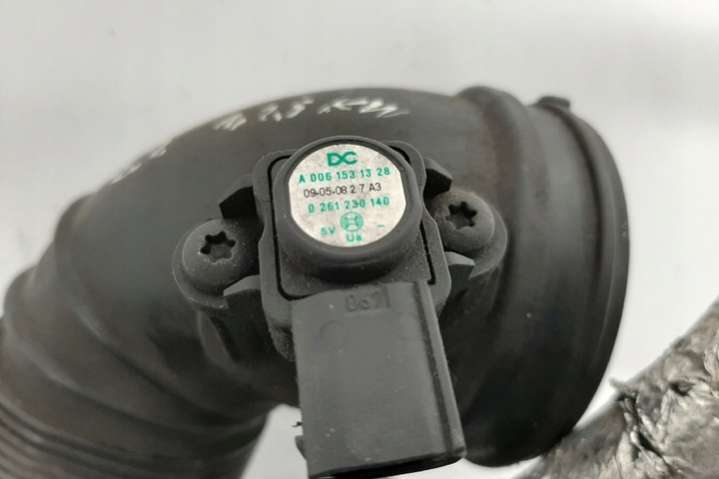 DC
A 006 153 13 28
09-05-08 2 7 A3
0 261 230 140
5V Ua -